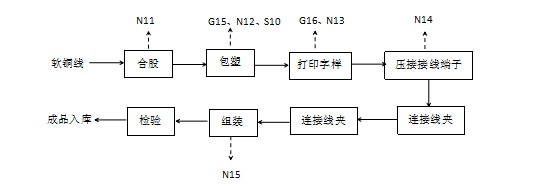 N11
G15、N12、S10
G16、N13
N14
软铜线
合股
包塑
打印字样
压接接线端子
成品入库
检验
组装
连接线夹
连接线夹
N15